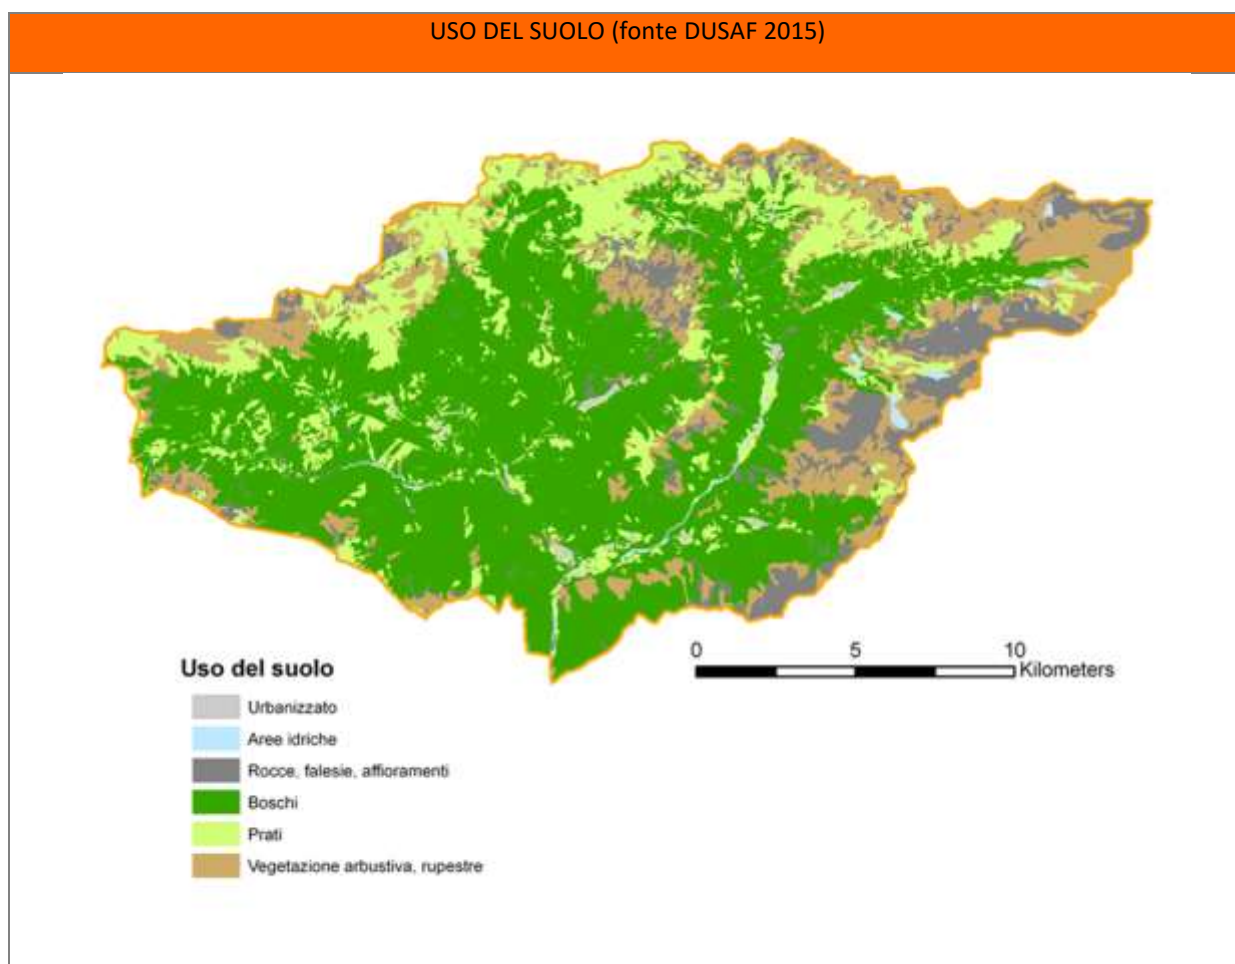 USO DEL SUOLO (fonte DUSAF 2015)
0 5 10
Kilometers
Uso del suolo
Urbanizzato
Aree idriche
Rocce, falesie, affioramenti
Boschi
Prati
Vegetazione arbustiva, rupestre